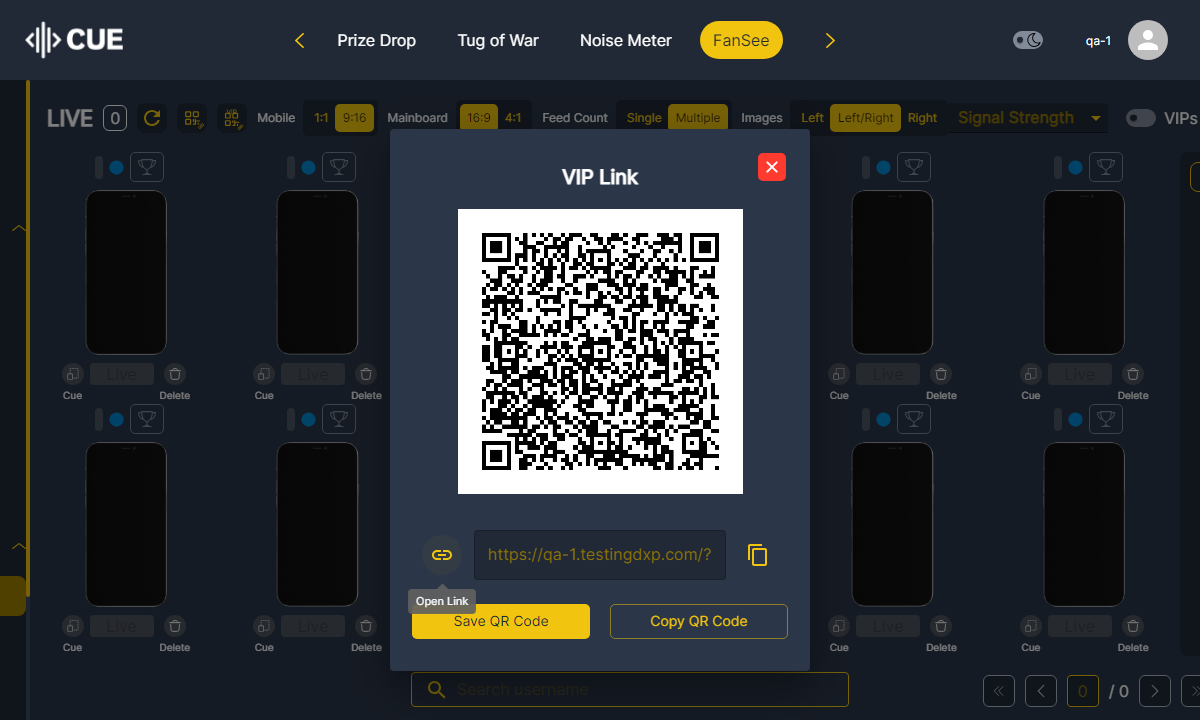 CUE
Prize Drop
Tug of War
Noise Meter
FanSee
qa-1
LIVE 0
Mobile 1:1 9:16
Mainboard 16:9 4:1
Feed Count Single Multiple
Images Left Left/Right Right
Signal Strength
VIPs
VIP Link
Live Live Live Live
Cue Delete Cue Delete Cue Delete Cue Delete
https://qa-1.testingdxp.com/?
Open Link
Save QR Code Copy QR Code
Live Live Live Live
Cue Delete Cue Delete Cue Delete Cue Delete
Search username
0 / 0